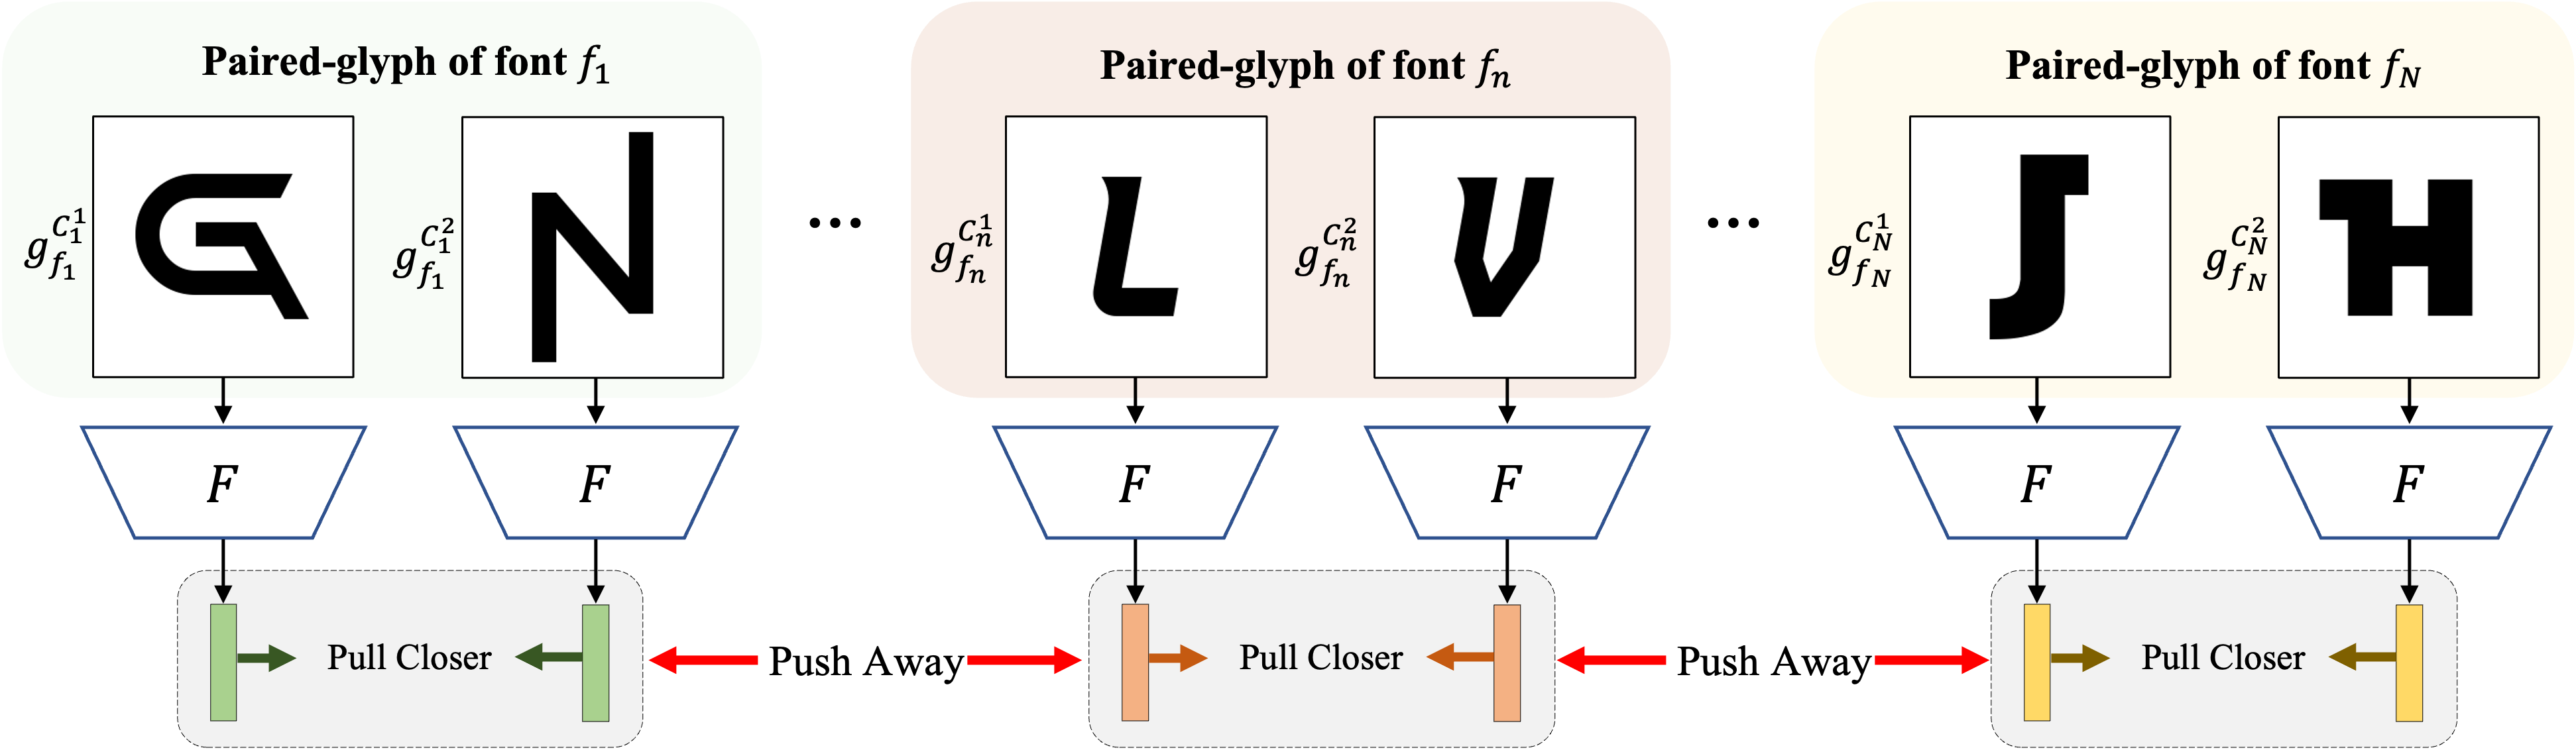 Paired-glyph of font f₁
Paired-glyph of font fₙ
Paired-glyph of font f_N
g_{f_1}^{C_1^1} G g_{f_1}^{C_1^2} N ... g_{f_n}^{C_n^1} L g_{f_n}^{C_n^2} V ... g_{f_N}^{C_N^1} J g_{f_N}^{C_N^2} H
F F F F F F
Pull Closer Push Away Pull Closer Push Away Pull Closer